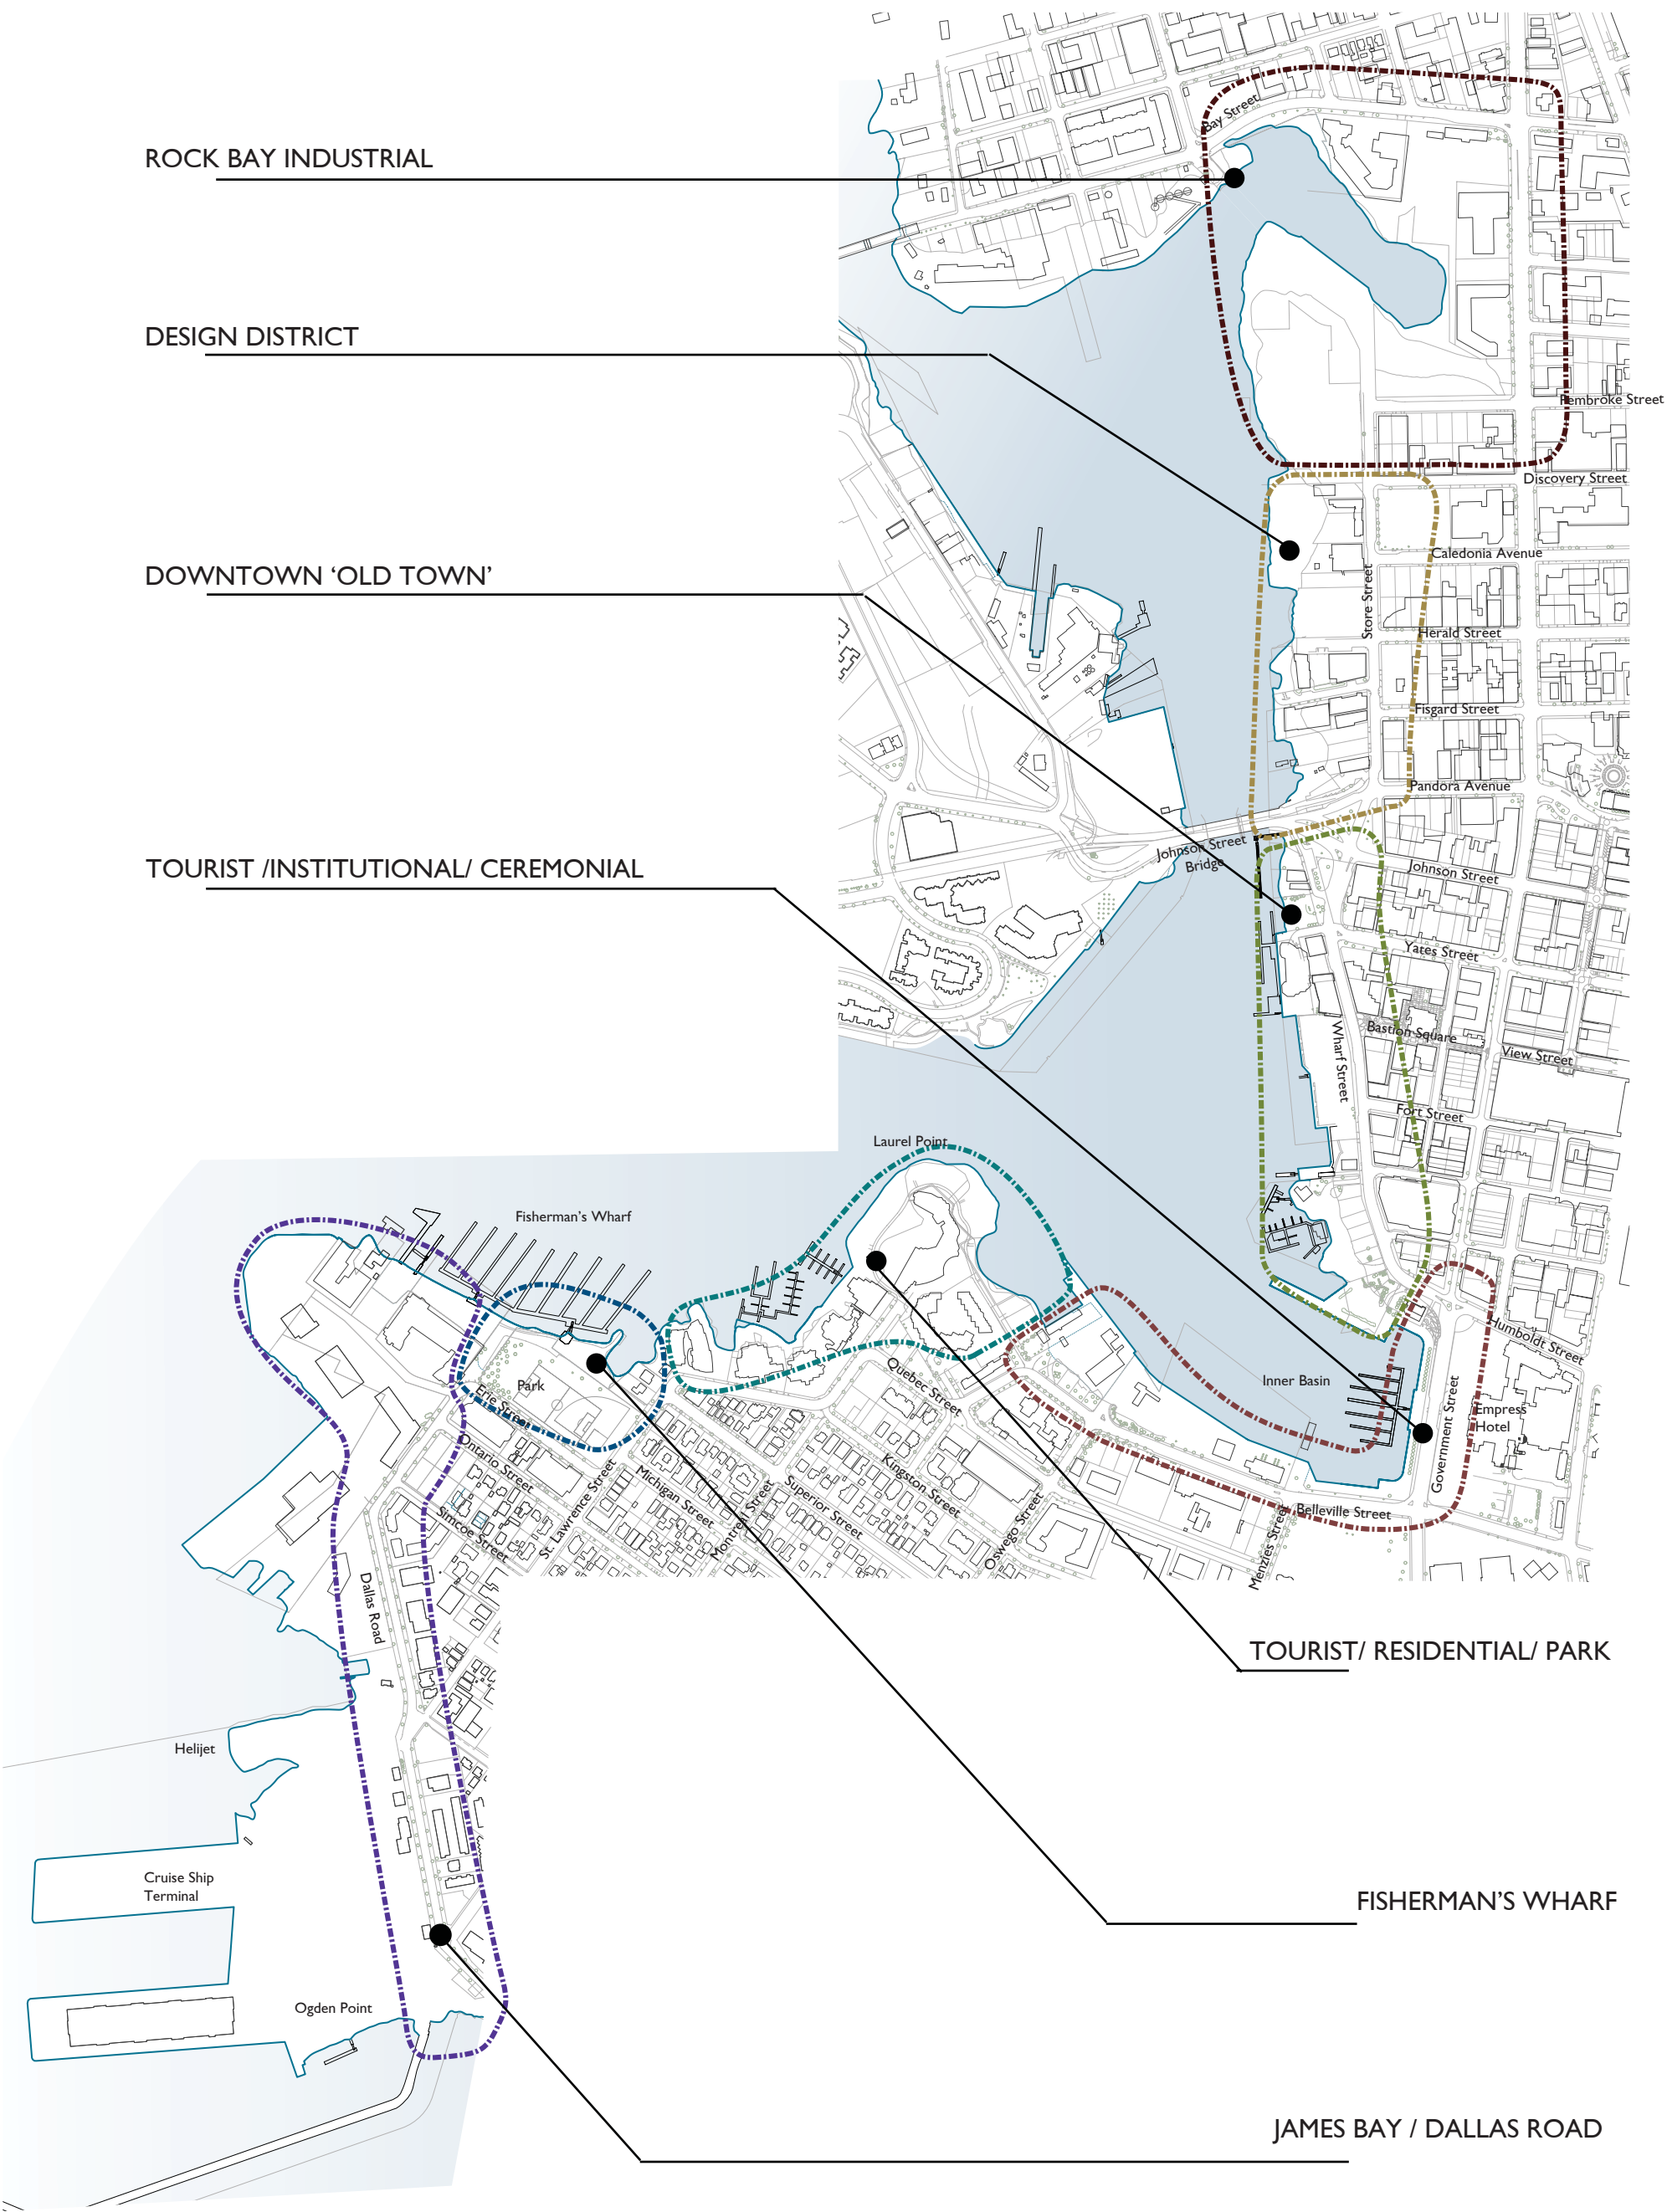 Bay Street
ROCK BAY INDUSTRIAL
DESIGN DISTRICT
Pembroke Street
Discovery Street
Caledonia Avenue
DOWNTOWN ‘OLD TOWN’
Store Street
Herald Street
Fisgard Street
Pandora Avenue
Johnson Street
Bridge
TOURIST /INSTITUTIONAL/ CEREMONIAL
Johnson Street
Yates Street
Bastion Square
View Street
Wharf Street
Fort Street
Laurel Point
Fisherman’s Wharf
Humboldt Street
Quebec Street
Inner Basin
Park
Erie Street
Government Street
Empress
Hotel
Ontario Street
Kingston Street
Michigan Street
Superior Street
St. Lawrence Street
Montreal Street
Simcoe Street
Oswego Street
Menzies Street
Belleville Street
Dallas Road
TOURIST/ RESIDENTIAL/ PARK
Helijet
Cruise Ship
Terminal
FISHERMAN’S WHARF
Ogden Point
JAMES BAY / DALLAS ROAD